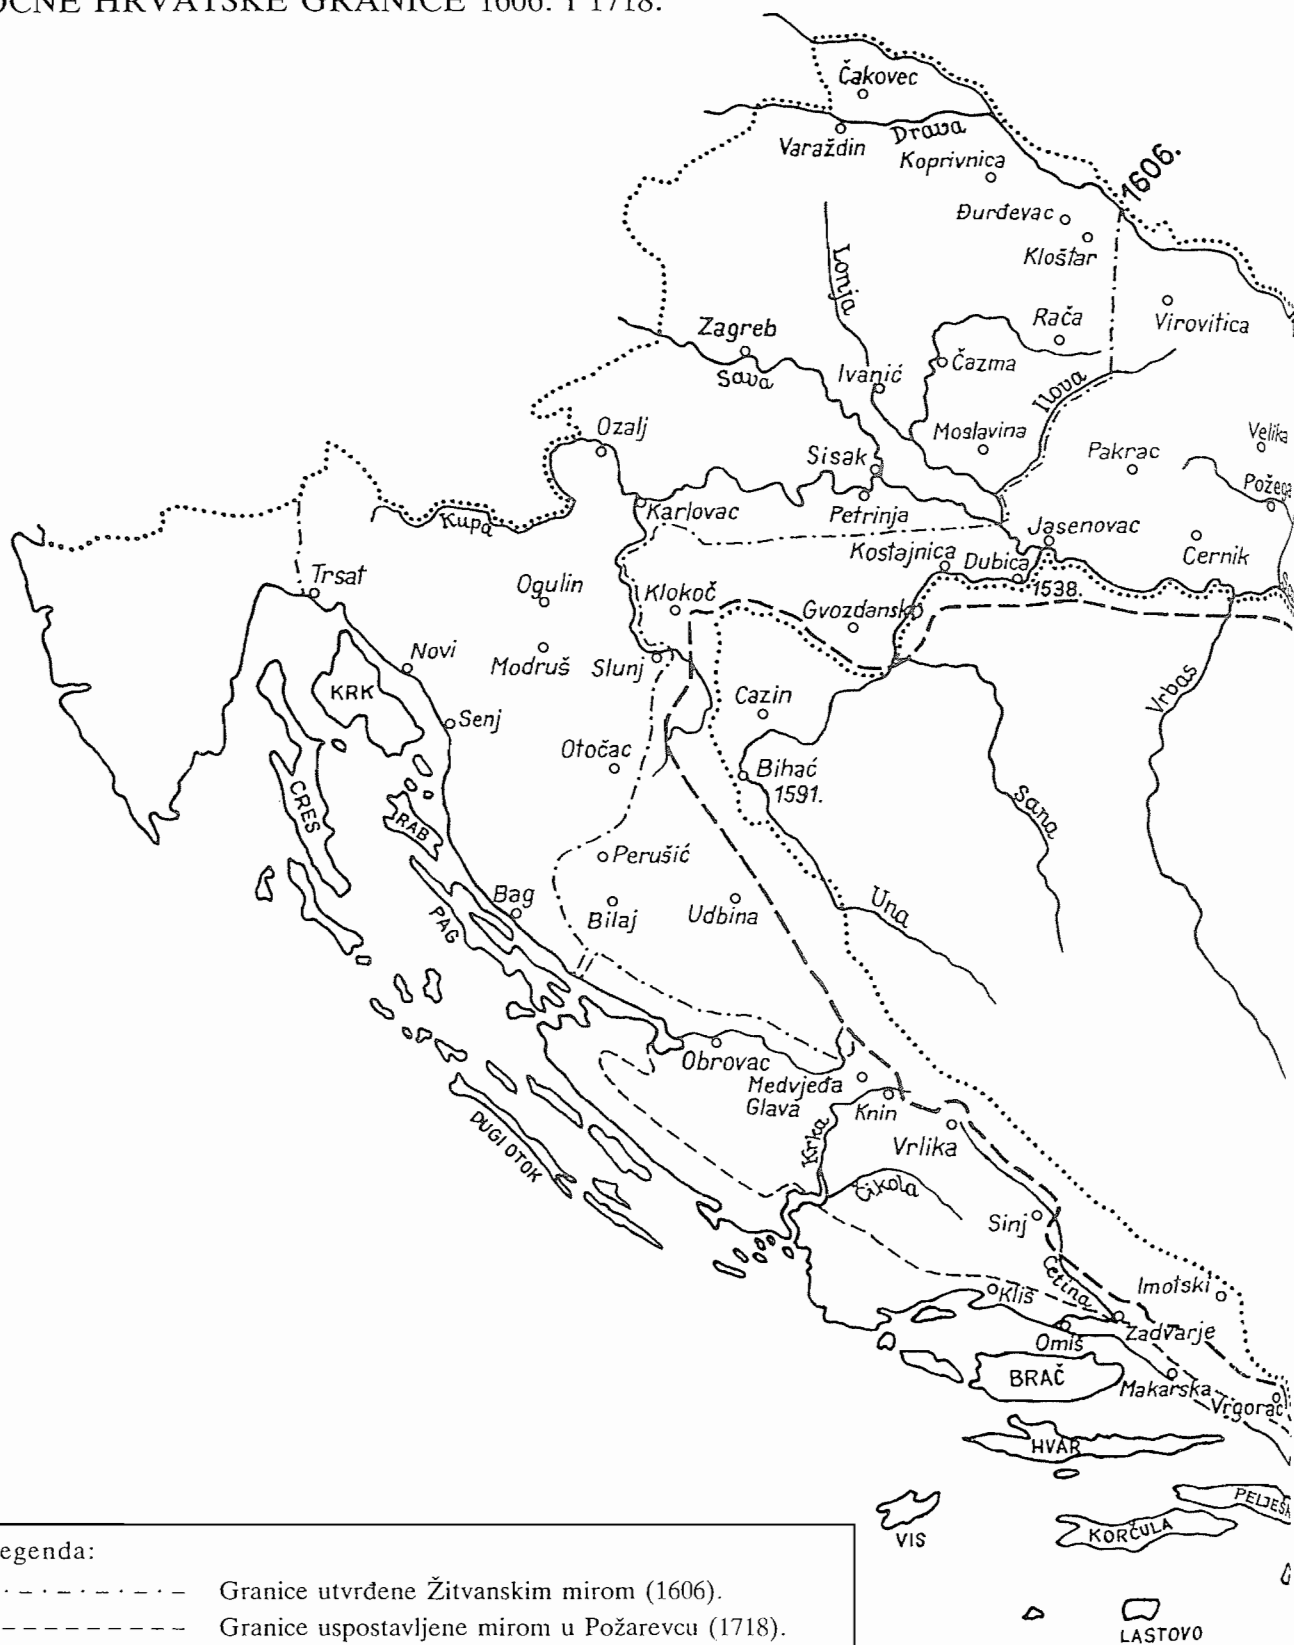 OČNE HRVATSKE GRANICE 1606. I 1718.
Čakovec
Drava
Varaždin
Koprivnica
1606.
Đurđevac
Kloštar
Lonja
Rača
Virovitica
Zagreb
Sava
Ivanić
Čazma
Ilova
Ozalj
Moslavina
Velika
Sisak
Pakrac
Požega
Kupa
Karlovac
Petrinja
Jasenovac
Černik
Kostajnica
Dubica
Trsat
Ogulin
Klokoč
1538.
Gvozdansko
Novi
Modruš
Slunj
KRK
Cazin
Vrbas
Senj
Otočac
Bihać
1591.
CRES
Sana
RAB
Perušić
Bag
Bilaj
Udbina
Una
PAG
Obrovac
Medvjeđa
Glava
Knin
DUGI OTOK
Krka
Vrlika
Čikola
Sinj
Cetina
Imotski
Kliš
Omiš
Zadvarje
BRAČ
Makarska
Vrgorac
HVAR
PELJEŠA
VIS
KORČULA
LASTOVO
egenda:
Granice utvrđene Žitvanskim mirom (1606).
Granice uspostavljene mirom u Požarevcu (1718).